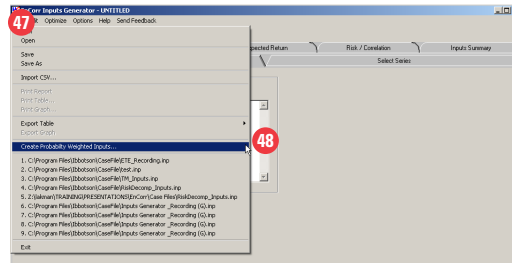 EnCorr Inputs Generator - UNTITLED
47
Optimize Options Help Send Feedback
Open
Expected Return Risk / Correlation Inputs Summary
Save
Select Series
Save As
Import CSV...
Print Report
Print Table...
Print Graph...
Export Table
Export Graph
Create Probabilty Weighted Inputs...
48
1. C:\Program Files\Ibbotson\CaseFile\ETE_Recording.inp
2. C:\Program Files\Ibbotson\CaseFile\test.inp
3. C:\Program Files\Ibbotson\CaseFile\TM_Inputs.inp
4. C:\Program Files\Ibbotson\CaseFile\RiskDecomp_Inputs.inp
5. Z:\lakman\TRAINING\PRESENTATIONS\EnCorr\Case Files\RiskDecomp_Inputs.inp
6. C:\Program Files\Ibbotson\CaseFile\Inputs Generator _Recording (G).inp
7. C:\Program Files\Ibbotson\CaseFile\Inputs Generator _Recording (G).inp
8. C:\Program Files\Ibbotson\CaseFile\Inputs Generator _Recording (G).inp
9. C:\Program Files\Ibbotson\CaseFile\Inputs Generator _Recording (G).inp
Exit